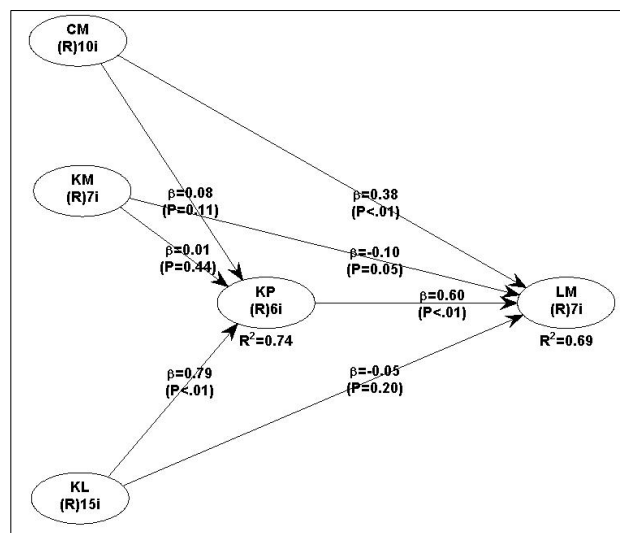 CM
(R)10i
KM
(R)7i
β=0.08
(P=0.11)
β=0.38
(P<.01)
β=0.01
(P=0.44)
β=-0.10
(P=0.05)
KP
(R)6i
R²=0.74
β=0.60
(P<.01)
LM
(R)7i
R²=0.69
β=0.79
(P<.01)
β=-0.05
(P=0.20)
KL
(R)15i